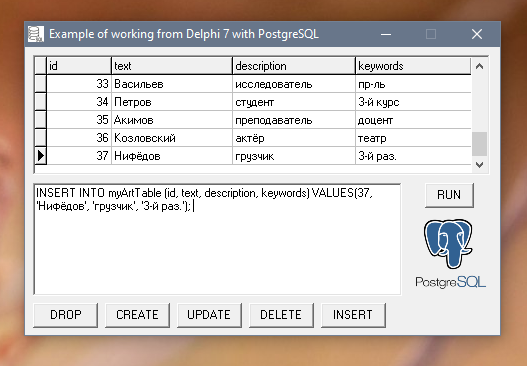 Example of working from Delphi 7 with PostgreSQL
id text description keywords
33 Васильев исследователь пр-ль
34 Петров студент 3-й курс
35 Акимов преподаватель доцент
36 Козловский актёр театр
37 Нифёдов грузчик 3-й раз.
INSERT INTO myArtTable (id, text, description, keywords) VALUES(37,
'Нифёдов', 'грузчик', '3-й раз.');
RUN
PostgreSQL
DROP CREATE UPDATE DELETE INSERT